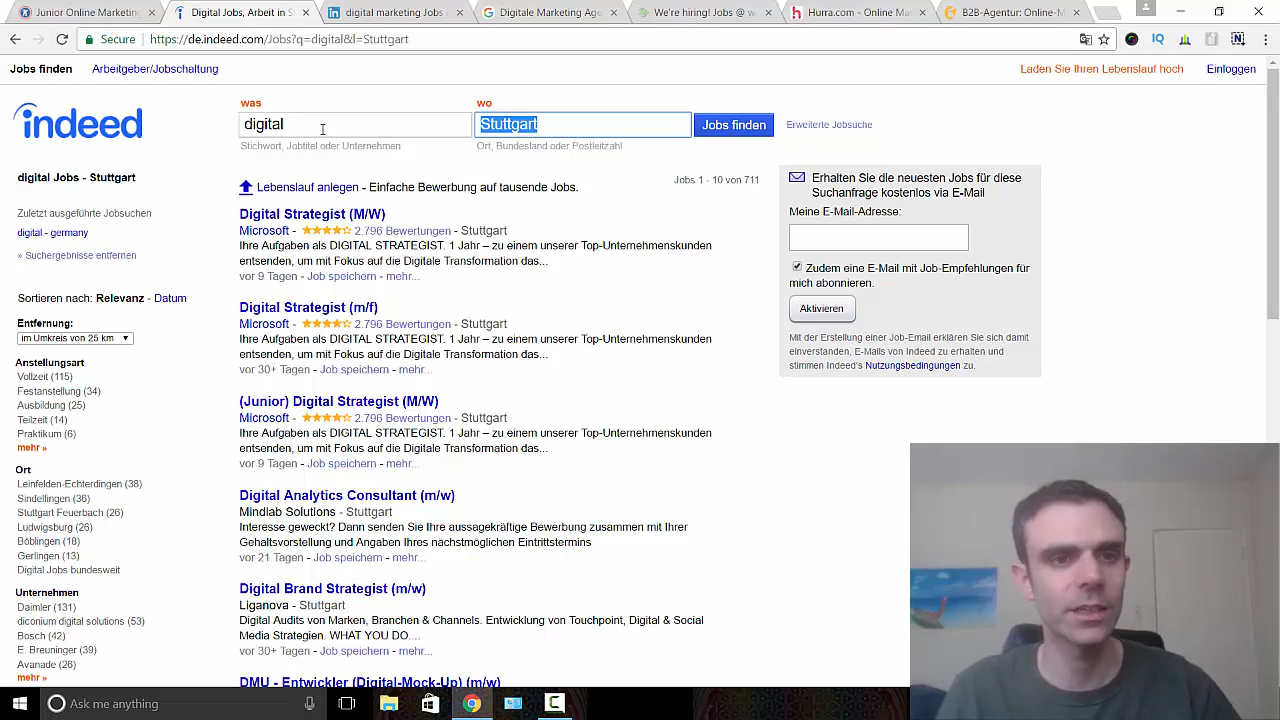 Junior Online Marketing
Digital Jobs, Arbeit in S
digital marketing Jobs
Digitale Marketing Age
We're hiring! Jobs @ w
Hurra.com - Online M
B2B-Agentur: Online-M
Secure
https://de.indeed.com/Jobs?q=digital&l=Stuttgart
Jobs finden
Arbeitgeber/Jobschaltung
Laden Sie Ihren Lebenslauf hoch
Einloggen
indeed
was
wo
digital
Stuttgart
Jobs finden
Erweiterte Jobsuche
Stichwort, Jobtitel oder Unternehmen
Ort, Bundesland oder Postleitzahl
digital Jobs - Stuttgart
Zuletzt ausgeführte Jobsuchen
digital - germany
» Suchergebnisse entfernen
Sortieren nach: Relevanz - Datum
Entfernung:
im Umkreis von 25 km
Anstellungsart
Vollzeit (115)
Festanstellung (34)
Ausbildung (25)
Teilzeit (14)
Praktikum (6)
mehr »
Ort
Leinfelden-Echterdingen (38)
Sindelfingen (36)
Stuttgart Feuerbach (26)
Ludwigsburg (26)
Böblingen (18)
Gerlingen (13)
Digital Jobs bundesweit
Unternehmen
Daimler (131)
diconium digital solutions (53)
Bosch (42)
E. Breuninger (39)
Avanade (26)
mehr »
Lebenslauf anlegen - Einfache Bewerbung auf tausende Jobs.
Jobs 1 - 10 von 711
Digital Strategist (M/W)
Microsoft - 2.796 Bewertungen - Stuttgart
Ihre Aufgaben als DIGITAL STRATEGIST. 1 Jahr – zu einem unserer Top-Unternehmenskunden
entsenden, um mit Fokus auf die Digitale Transformation das...
vor 9 Tagen - Job speichern - mehr...
Digital Strategist (m/f)
Microsoft - 2.796 Bewertungen - Stuttgart
Ihre Aufgaben als DIGITAL STRATEGIST. 1 Jahr – zu einem unserer Top-Unternehmenskunden
entsenden, um mit Fokus auf die Digitale Transformation das...
vor 30+ Tagen - Job speichern - mehr...
(Junior) Digital Strategist (M/W)
Microsoft - 2.796 Bewertungen - Stuttgart
Ihre Aufgaben als DIGITAL STRATEGIST. 1 Jahr – zu einem unserer Top-Unternehmenskunden
entsenden, um mit Fokus auf die Digitale Transformation das...
vor 9 Tagen - Job speichern - mehr...
Digital Analytics Consultant (m/w)
Mindlab Solutions - Stuttgart
Interesse geweckt? Dann senden Sie Ihre aussagekräftige Bewerbung zusammen mit Ihrer
Gehaltsvorstellung und Angaben Ihres nächstmöglichen Eintrittstermins
vor 21 Tagen - Job speichern - mehr...
Digital Brand Strategist (m/w)
Liganova - Stuttgart
Digital Audits von Marken, Branchen & Channels. Entwicklung von Touchpoint, Digital & Social
Media Strategien. WHAT YOU DO....
vor 30+ Tagen - Job speichern - mehr...
DMU - Entwickler (Digital-Mock-Up) (m/w)
Erhalten Sie die neuesten Jobs für diese
Suchanfrage kostenlos via E-Mail
Meine E-Mail-Adresse:
Zudem eine E-Mail mit Job-Empfehlungen für
mich abonnieren.
Aktivieren
Mit der Erstellung einer Job-Email erklären Sie sich damit
einverstanden, E-Mails von Indeed zu erhalten und
stimmen Indeed's Nutzungsbedingungen zu.
Ask me anything